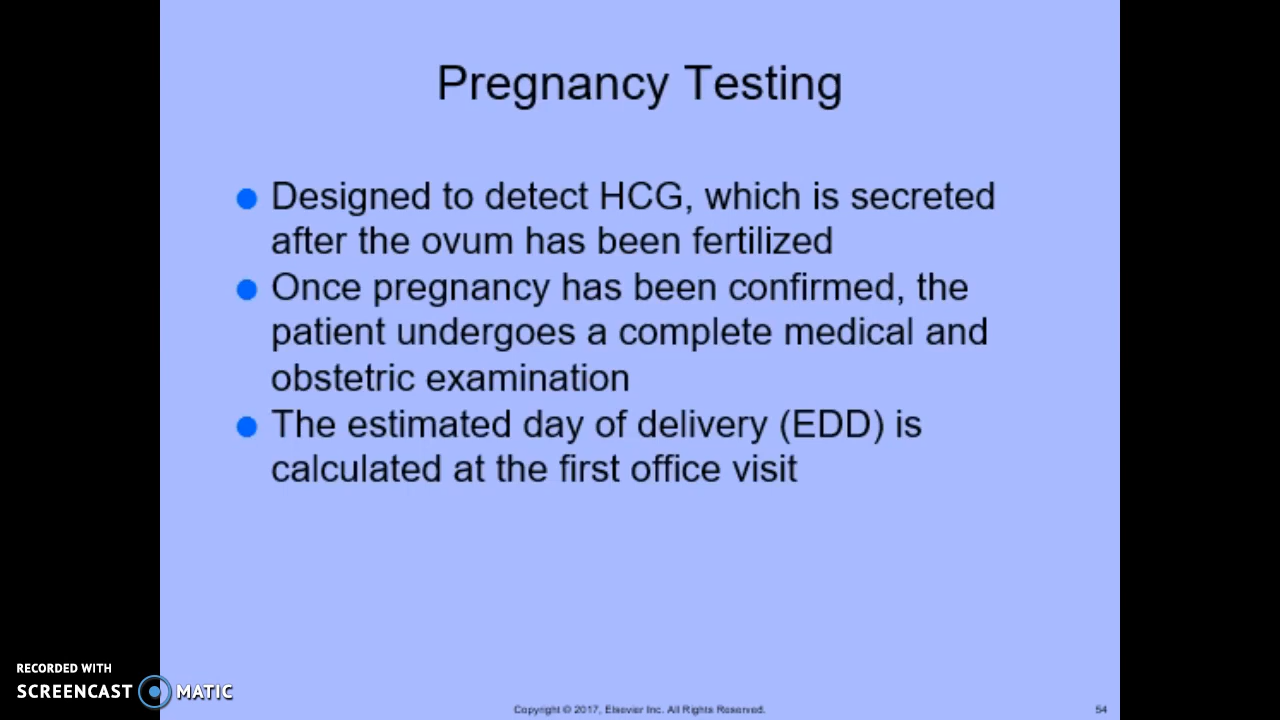 Pregnancy Testing
Designed to detect HCG, which is secreted
after the ovum has been fertilized
Once pregnancy has been confirmed, the
patient undergoes a complete medical and
obstetric examination
The estimated day of delivery (EDD) is
calculated at the first office visit
RECORDED WITH
SCREENCAST MATIC
Copyright © 2017, Elsevier Inc. All Rights Reserved.
54